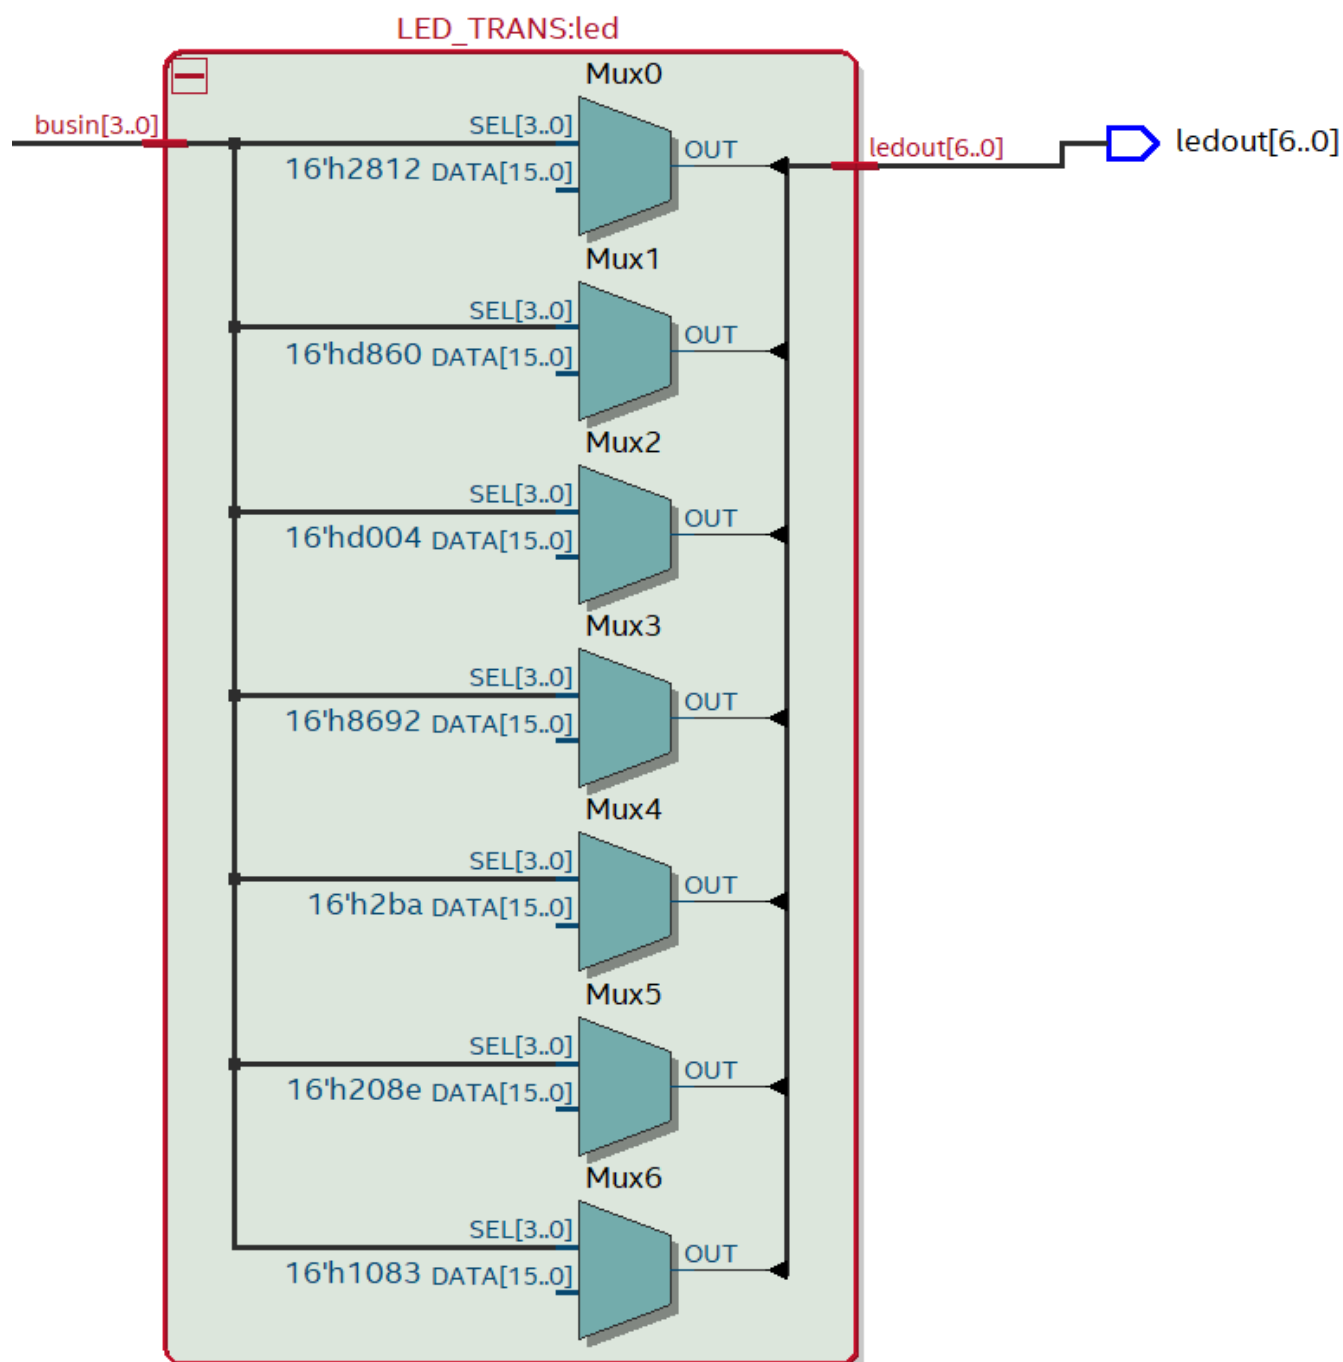 LED_TRANS:led
Mux0
busin[3..0]
SEL[3..0]
OUT
ledout[6..0]
ledout[6..0]
16'h2812 DATA[15..0]
Mux1
SEL[3..0]
OUT
16'hd860 DATA[15..0]
Mux2
SEL[3..0]
OUT
16'hd004 DATA[15..0]
Mux3
SEL[3..0]
OUT
16'h8692 DATA[15..0]
Mux4
SEL[3..0]
OUT
16'h2ba DATA[15..0]
Mux5
SEL[3..0]
OUT
16'h208e DATA[15..0]
Mux6
SEL[3..0]
OUT
16'h1083 DATA[15..0]